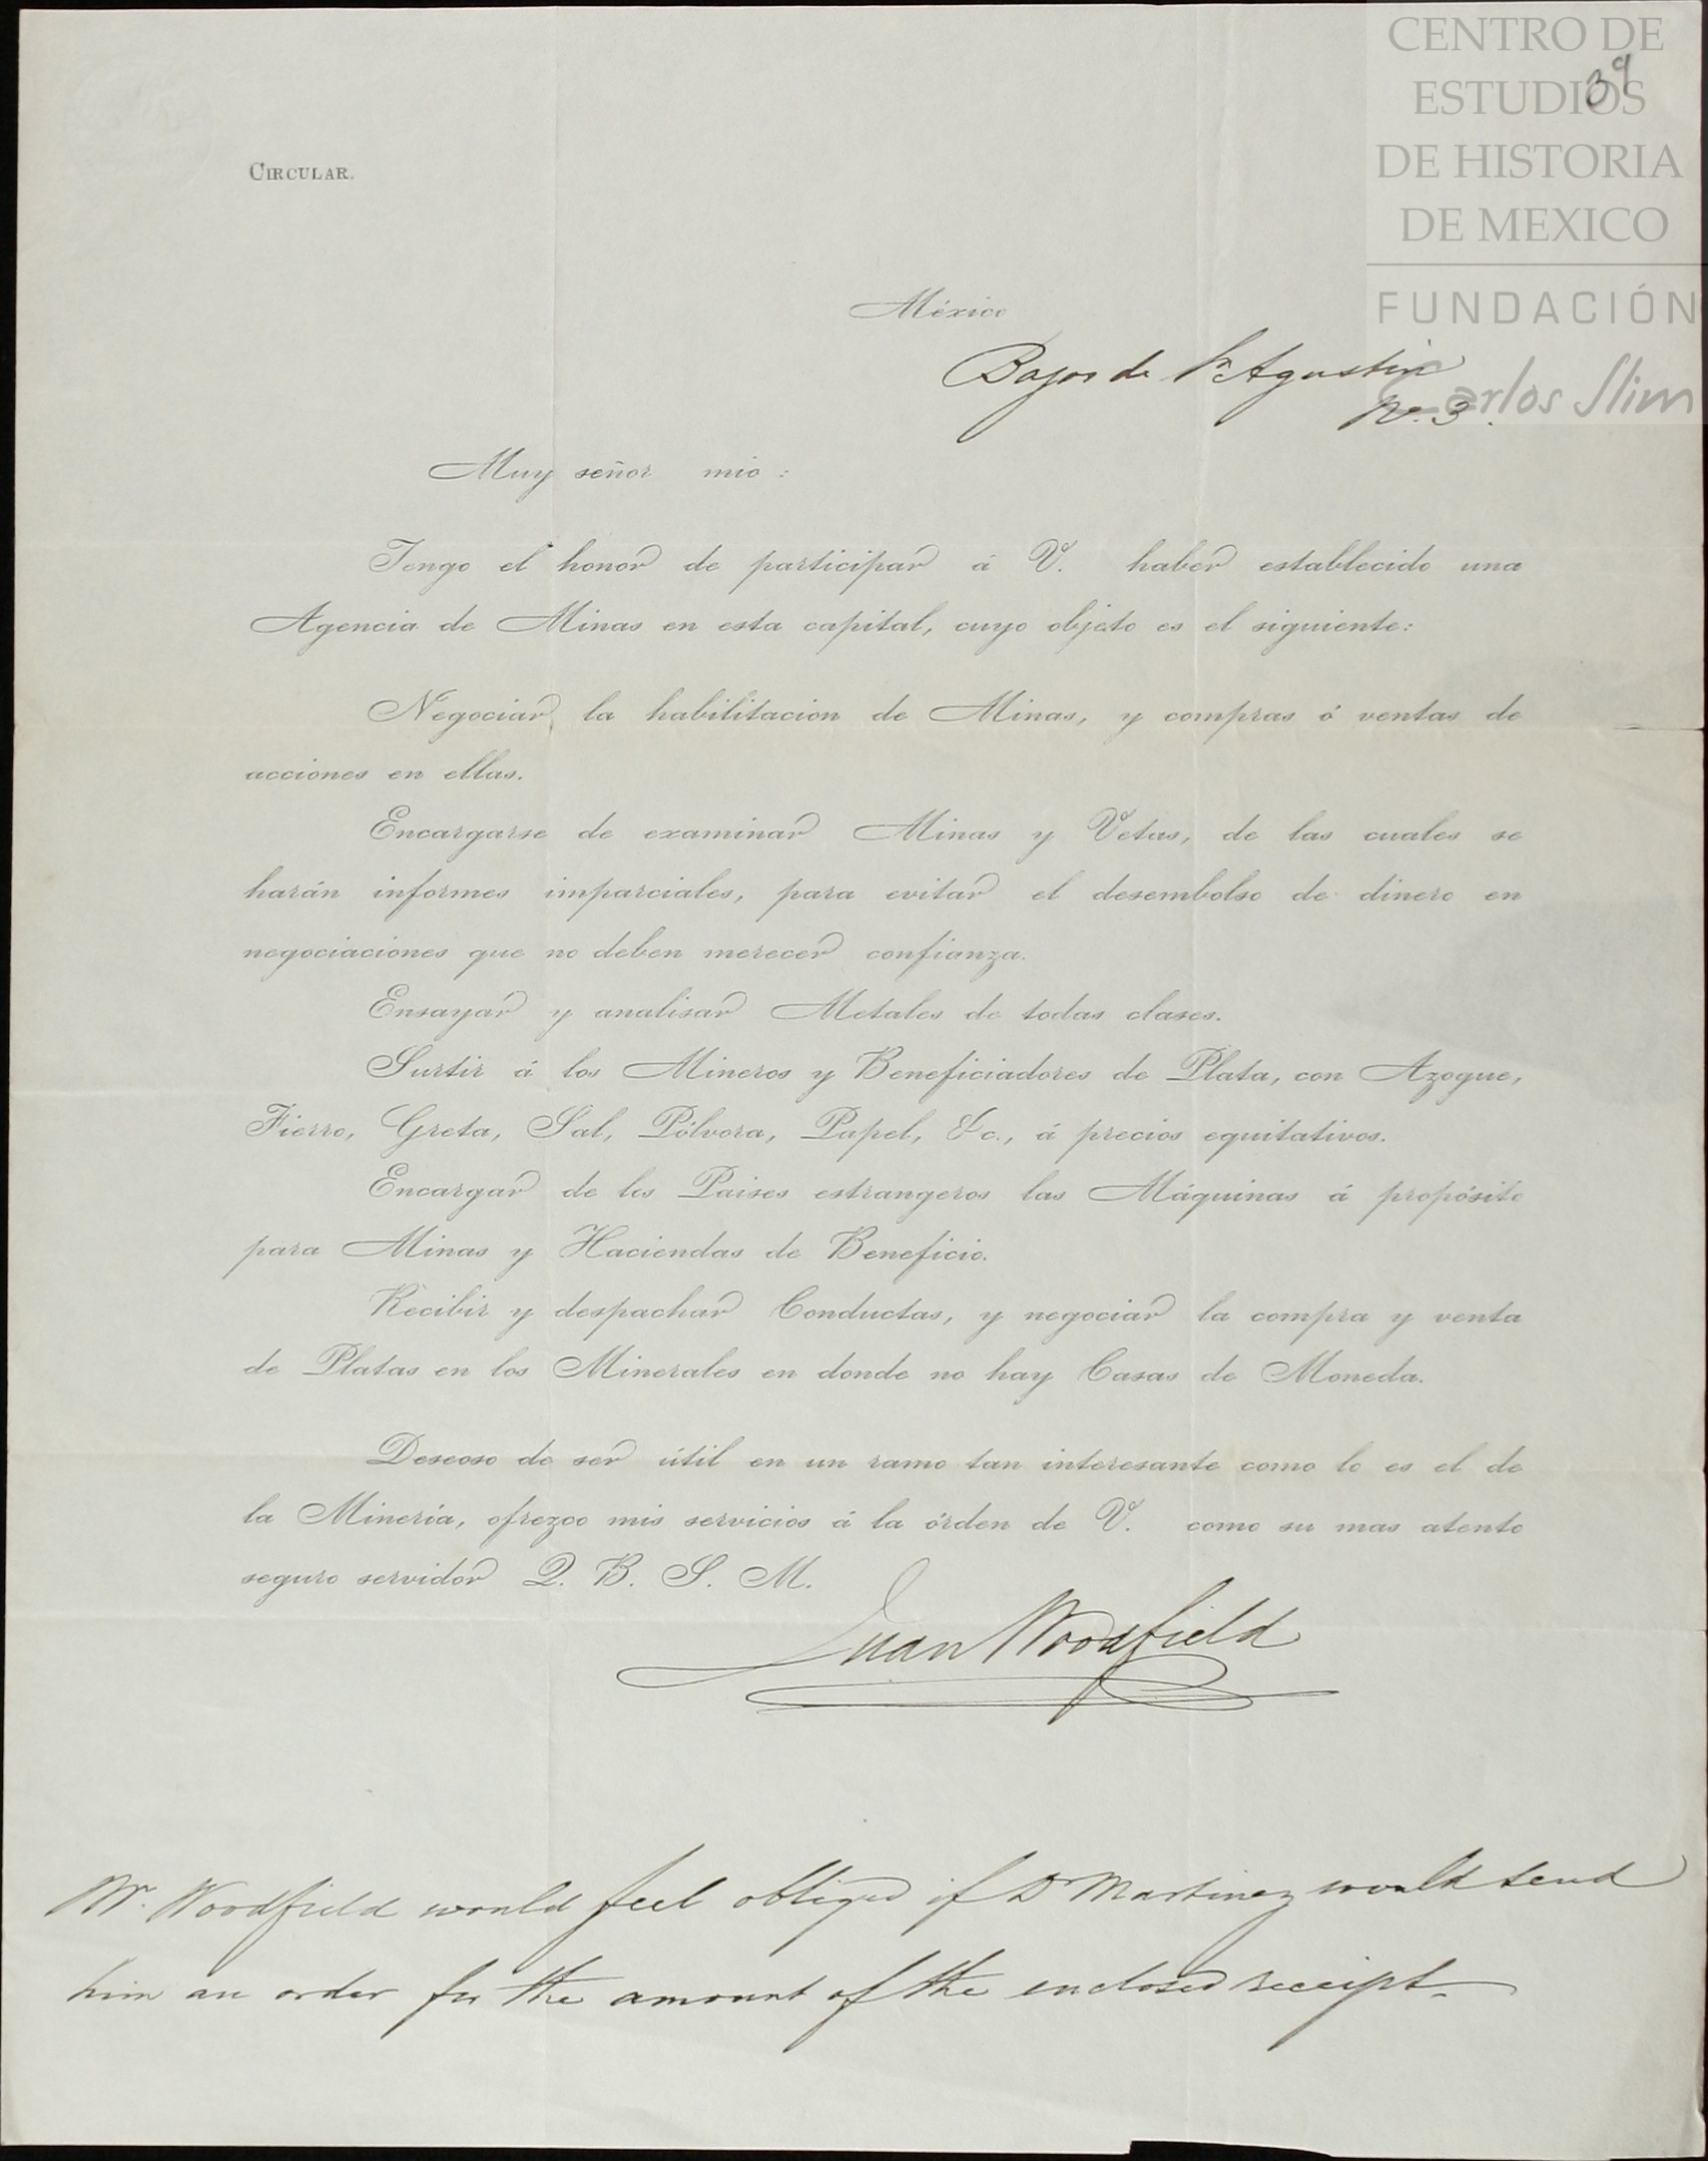 CENTRO DE
ESTUDIOS
DE HISTORIA
DE MEXICO
FUNDACIÓN
Carlos Slim
39
CIRCULAR.
México
Bajos de Sn Agustin
No. 3.
Muy señor mio:
Tengo el honor de participar á V. haber establecido una
Agencia de Minas en esta capital, cuyo objeto es el siguiente:
Negociar la habilitacion de Minas, y compras ó ventas de
acciones en ellas.
Encargarse de examinar Minas y Vetas, de las cuales se
harán informes imparciales, para evitar el desembolso de dinero en
negociaciones que no deben merecer confianza.
Ensayar y analisar Metales de todas clases.
Surtir á los Mineros y Beneficiadores de Plata, con Azogue,
Fierro, Greta, Sal, Pólvora, Papel, &c., á precios equitativos.
Encargar de los Paises estrangeros las Máquinas á propósito
para Minas y Haciendas de Beneficio.
Recibir y despachar Conductas, y negociar la compra y venta
de Platas en los Minerales en donde no hay Casas de Moneda.
Deseoso de ser útil en un ramo tan interesante como lo es el de
la Minería, ofrezco mis servicios á la órden de V. como su mas atento
seguro servidor Q. B. S. M.
Juan Woodfield
Mr. Woodfield would feel obliged if Dr Martinez would send
him an order for the amount of the enclosed receipt.